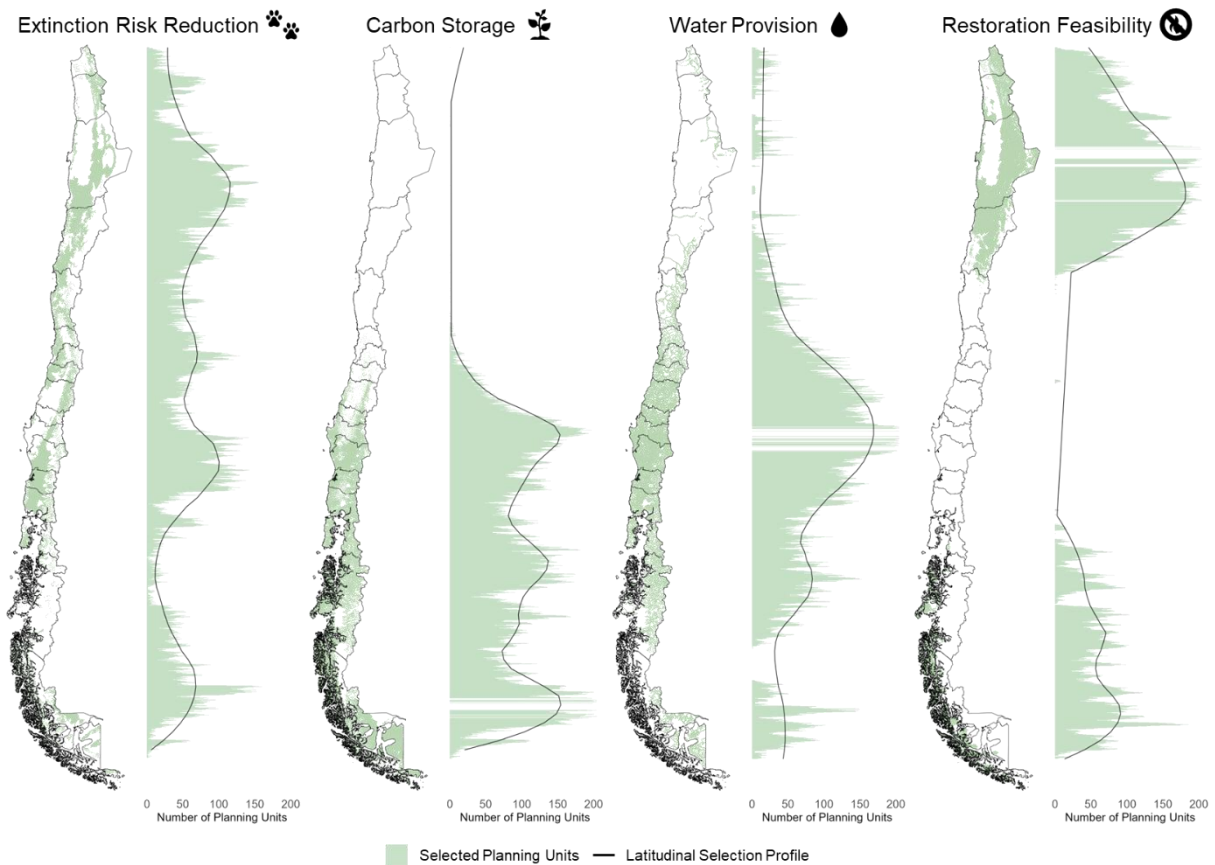 Extinction Risk Reduction
Carbon Storage
Water Provision
Restoration Feasibility
0 50 100 150 200
Number of Planning Units
0 50 100 150 200
Number of Planning Units
0 50 100 150 200
Number of Planning Units
0 50 100 150 200
Number of Planning Units
Selected Planning Units
Latitudinal Selection Profile